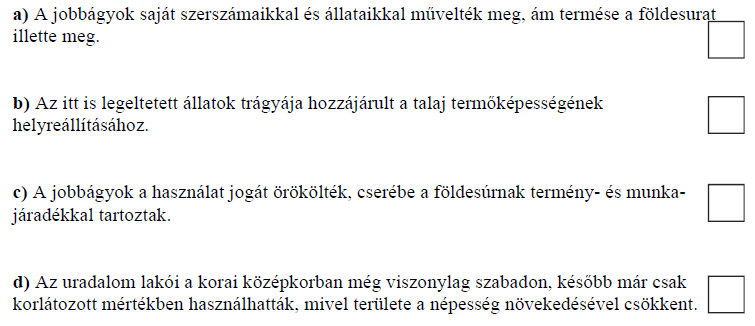 a) A jobbágyok saját szerszámaikkal és állataikkal művelték meg, ám termése a földesurat
illette meg.
b) Az itt is legeltetett állatok trágyája hozzájárult a talaj termőképességének
helyreállításához.
c) A jobbágyok a használat jogát örökölték, cserébe a földesúrnak termény- és munka-
járadékkal tartoztak.
d) Az uradalom lakói a korai középkorban még viszonylag szabadon, később már csak
korlátozott mértékben használhatták, mivel területe a népesség növekedésével csökkent.